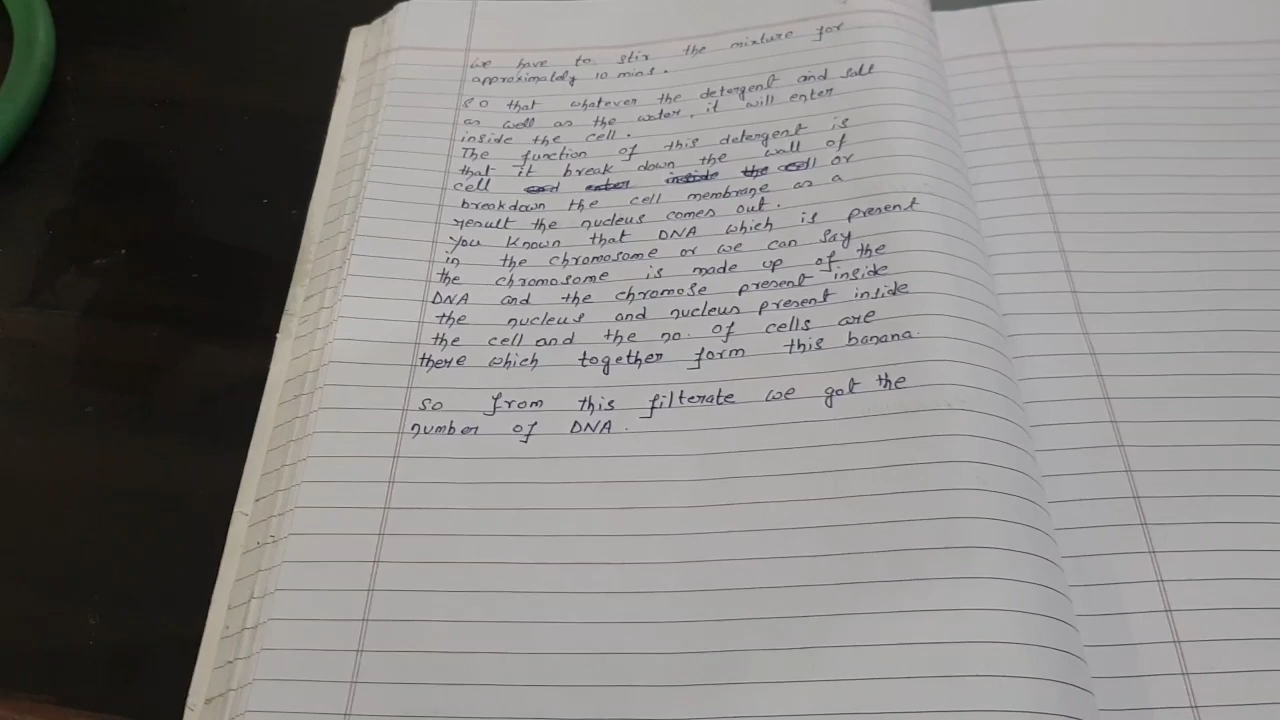 we have to stir the mixture for
approximately 10 mins.
so that whatever the detergent and salt
as well as the water, it will enter
inside the cell.
The function of this detergent is
that it break down the wall of
cell and enter inside the cell or
breakdown the cell membrane as a
result the nucleus comes out.
you known that DNA which is present
in the chromosome or we can say
the chromosome is made up of the
DNA and the chromose present inside
the nucleus and nucleus present inside
the cell and the no. of cells are
there which together form this banana.
so from this filterate we got the
number of DNA.